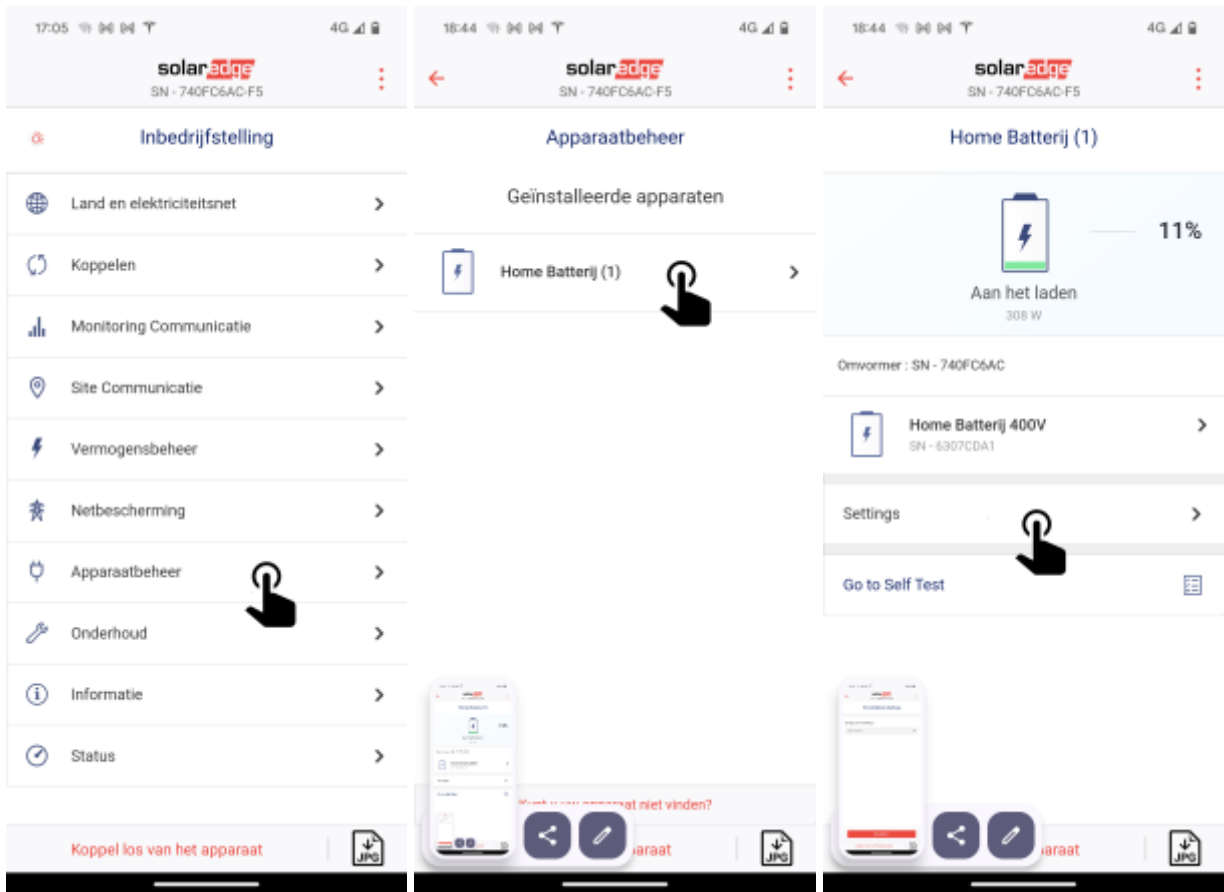 17:05
4G
solaredge
SN - 740FC6AC-F5
Inbedrijfstelling
Land en elektriciteitsnet
Koppelen
Monitoring Communicatie
Site Communicatie
Vermogensbeheer
Netbescherming
Apparaatbeheer
Onderhoud
Informatie
Status
Koppel los van het apparaat
JPG
18:44
4G
solaredge
SN - 740FC6AC-F5
Apparaatbeheer
Geïnstalleerde apparaten
Home Batterij (1)
niet vinden?
JPG
18:44
4G
solaredge
SN - 740FC6AC-F5
Home Batterij (1)
11%
Aan het laden
308 W
Omvormer : SN - 740FC6AC
Home Batterij 400V
SN - 6307CDA1
Settings
Go to Self Test
JPG